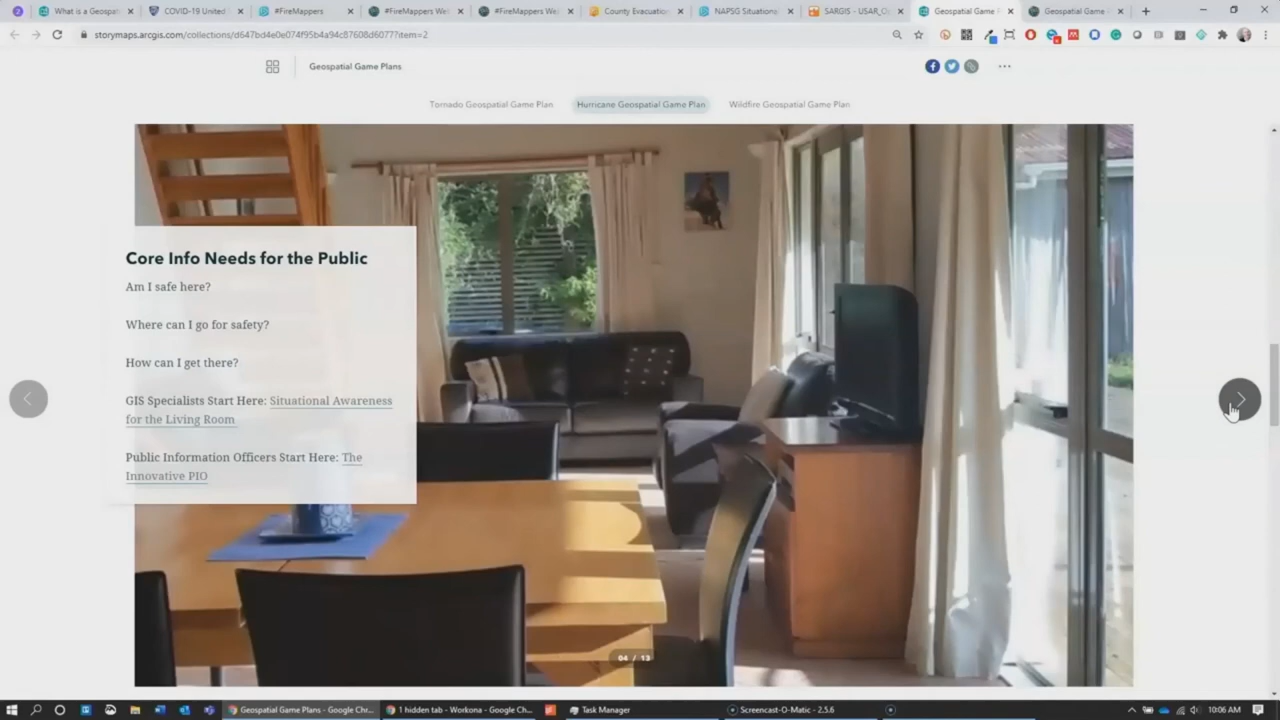 What is a Geospat
COVID-19 United
#FireMappers
#FireMappers Wel
#FireMappers We
County Evacuation
NAPSG Situationa
SARGIS - USAR_O
Geospatial Game
Geospatial Game
storymaps.arcgis.com/collections/d647bd4e0e074f95b4a94c87608d6077?item=2
Geospatial Game Plans
Tornado Geospatial Game Plan
Hurricane Geospatial Game Plan
Wildfire Geospatial Game Plan
Core Info Needs for the Public
Am I safe here?
Where can I go for safety?
How can I get there?
GIS Specialists Start Here: Situational Awareness
for the Living Room
Public Information Officers Start Here: The
Innovative PIO
04 / 13
Geospatial Game Plans - Google Chr...
1 hidden tab - Workona - Google Ch...
Task Manager
Screencast-O-Matic - 2.5.6
10:06 AM